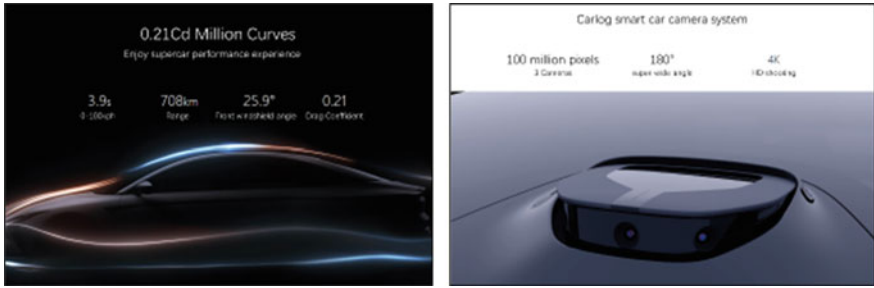 0.21Cd Million Curves
Enjoy supercar performance experience
3.9s 708km 25.9° 0.21
0-100kph Range Front windshield angle Drag Coefficient
Carlog smart car camera system
100 million pixels 180° 4K
3 Cameras super wide angle HD shooting